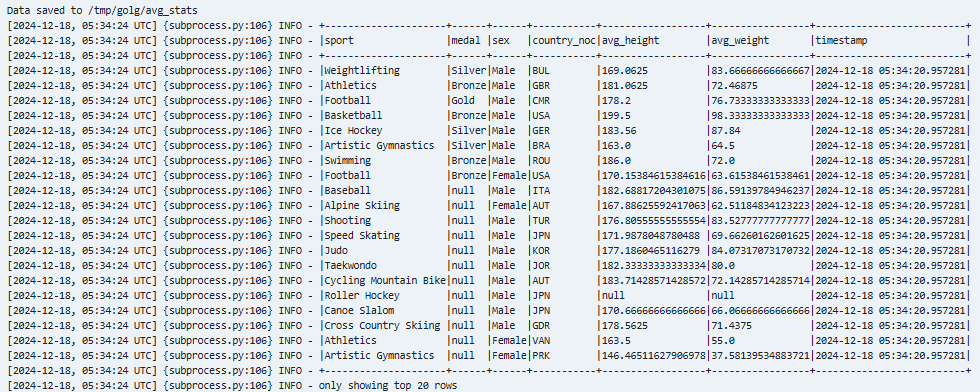 Data saved to /tmp/golg/avg_stats
[2024-12-18, 05:34:24 UTC] {subprocess.py:106} INFO - +--------------------+------+------+-----------+------------------+-----------------+--------------------------+
[2024-12-18, 05:34:24 UTC] {subprocess.py:106} INFO - |sport               |medal |sex   |country_noc|avg_height        |avg_weight       |timestamp                 |
[2024-12-18, 05:34:24 UTC] {subprocess.py:106} INFO - +--------------------+------+------+-----------+------------------+-----------------+--------------------------+
[2024-12-18, 05:34:24 UTC] {subprocess.py:106} INFO - |Weightlifting       |Silver|Male  |BUL        |169.0625          |83.66666666666667|2024-12-18 05:34:20.957281|
[2024-12-18, 05:34:24 UTC] {subprocess.py:106} INFO - |Athletics           |Bronze|Male  |GBR        |181.0625          |72.46875         |2024-12-18 05:34:20.957281|
[2024-12-18, 05:34:24 UTC] {subprocess.py:106} INFO - |Football            |Gold  |Male  |CMR        |178.2             |76.73333333333333|2024-12-18 05:34:20.957281|
[2024-12-18, 05:34:24 UTC] {subprocess.py:106} INFO - |Basketball          |Bronze|Male  |USA        |199.5             |98.33333333333333|2024-12-18 05:34:20.957281|
[2024-12-18, 05:34:24 UTC] {subprocess.py:106} INFO - |Ice Hockey          |Silver|Male  |GER        |183.56            |87.84            |2024-12-18 05:34:20.957281|
[2024-12-18, 05:34:24 UTC] {subprocess.py:106} INFO - |Artistic Gymnastics |Silver|Male  |BRA        |163.0             |64.5             |2024-12-18 05:34:20.957281|
[2024-12-18, 05:34:24 UTC] {subprocess.py:106} INFO - |Swimming            |Bronze|Male  |ROU        |186.0             |72.0             |2024-12-18 05:34:20.957281|
[2024-12-18, 05:34:24 UTC] {subprocess.py:106} INFO - |Football            |Bronze|Female|USA        |170.15384615384616|63.61538461538461|2024-12-18 05:34:20.957281|
[2024-12-18, 05:34:24 UTC] {subprocess.py:106} INFO - |Baseball            |null  |Male  |ITA        |182.68817204301075|86.59139784946237|2024-12-18 05:34:20.957281|
[2024-12-18, 05:34:24 UTC] {subprocess.py:106} INFO - |Alpine Skiing       |null  |Female|AUT        |167.88625592417063|62.51184834123223|2024-12-18 05:34:20.957281|
[2024-12-18, 05:34:24 UTC] {subprocess.py:106} INFO - |Shooting            |null  |Male  |TUR        |176.80555555555554|83.52777777777777|2024-12-18 05:34:20.957281|
[2024-12-18, 05:34:24 UTC] {subprocess.py:106} INFO - |Speed Skating       |null  |Male  |JPN        |171.9878048780488 |69.66260162601625|2024-12-18 05:34:20.957281|
[2024-12-18, 05:34:24 UTC] {subprocess.py:106} INFO - |Judo                |null  |Male  |KOR        |177.1860465116279 |84.07317073170732|2024-12-18 05:34:20.957281|
[2024-12-18, 05:34:24 UTC] {subprocess.py:106} INFO - |Taekwondo           |null  |Male  |JOR        |182.33333333333334|80.0             |2024-12-18 05:34:20.957281|
[2024-12-18, 05:34:24 UTC] {subprocess.py:106} INFO - |Cycling Mountain Bike|null  |Male  |AUT        |183.71428571428572|72.14285714285714|2024-12-18 05:34:20.957281|
[2024-12-18, 05:34:24 UTC] {subprocess.py:106} INFO - |Roller Hockey       |null  |Male  |JPN        |null              |null             |2024-12-18 05:34:20.957281|
[2024-12-18, 05:34:24 UTC] {subprocess.py:106} INFO - |Canoe Slalom        |null  |Male  |JPN        |170.66666666666666|66.06666666666666|2024-12-18 05:34:20.957281|
[2024-12-18, 05:34:24 UTC] {subprocess.py:106} INFO - |Cross Country Skiing |null  |Male  |GDR        |178.5625          |71.4375          |2024-12-18 05:34:20.957281|
[2024-12-18, 05:34:24 UTC] {subprocess.py:106} INFO - |Athletics           |null  |Female|VAN        |163.5             |55.0             |2024-12-18 05:34:20.957281|
[2024-12-18, 05:34:24 UTC] {subprocess.py:106} INFO - |Artistic Gymnastics |null  |Female|PRK        |146.46511627906978|37.58139534883721|2024-12-18 05:34:20.957281|
[2024-12-18, 05:34:24 UTC] {subprocess.py:106} INFO - +--------------------+------+------+-----------+------------------+-----------------+--------------------------+
[2024-12-18, 05:34:24 UTC] {subprocess.py:106} INFO - only showing top 20 rows